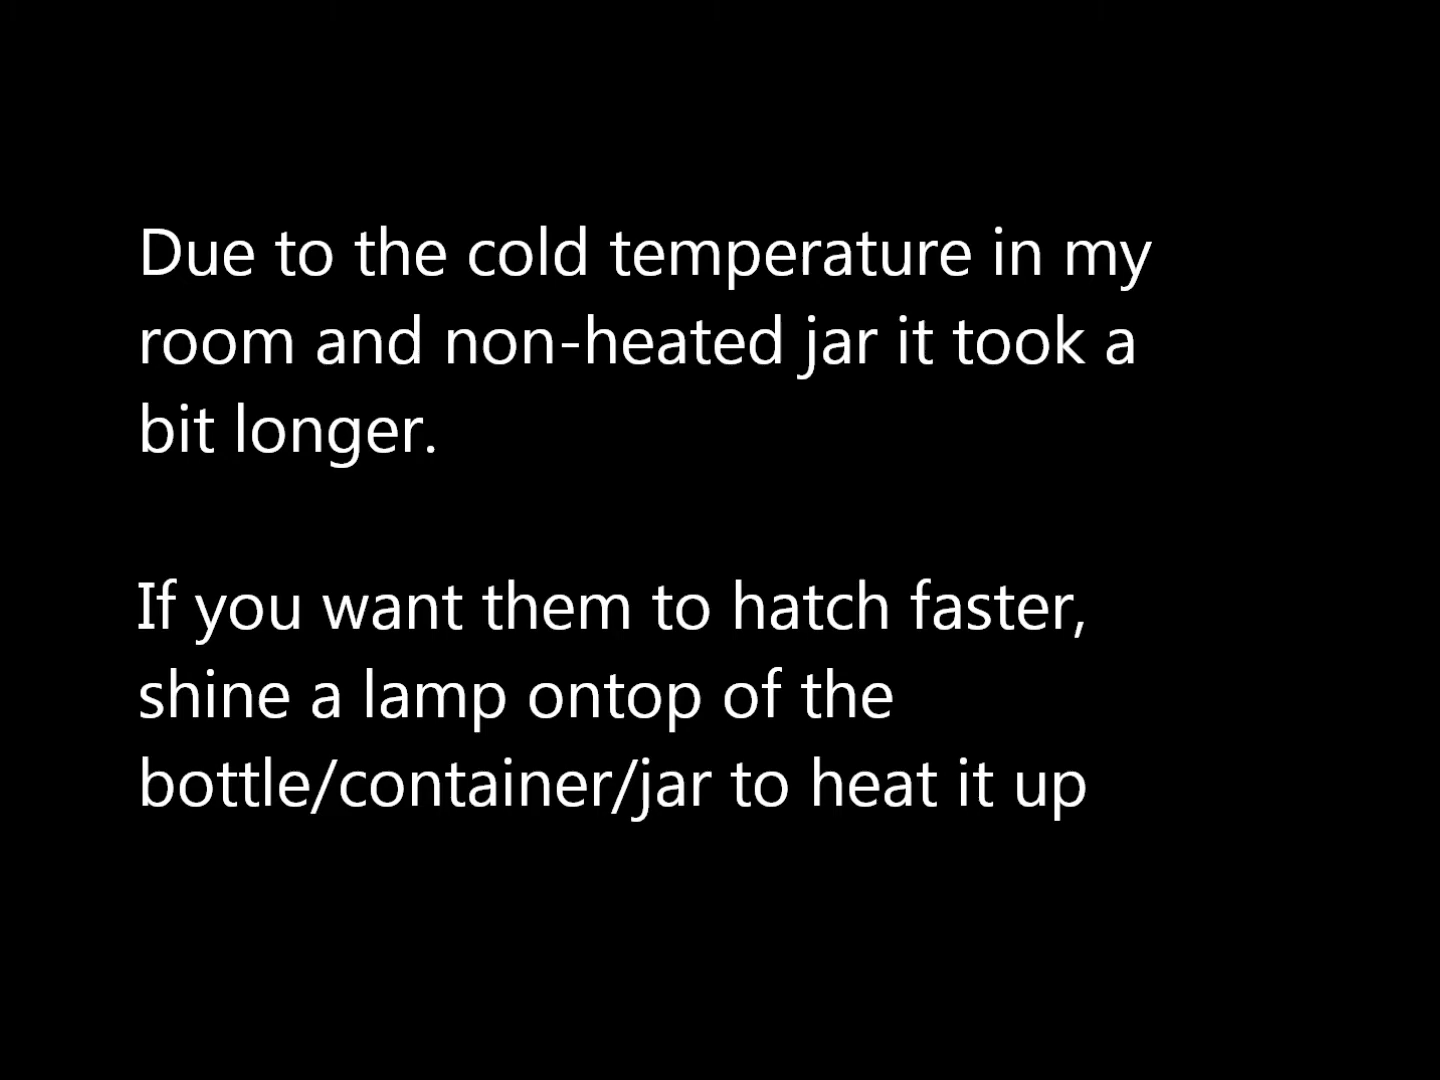 Due to the cold temperature in my
room and non-heated jar it took a
bit longer.
If you want them to hatch faster,
shine a lamp ontop of the
bottle/container/jar to heat it up